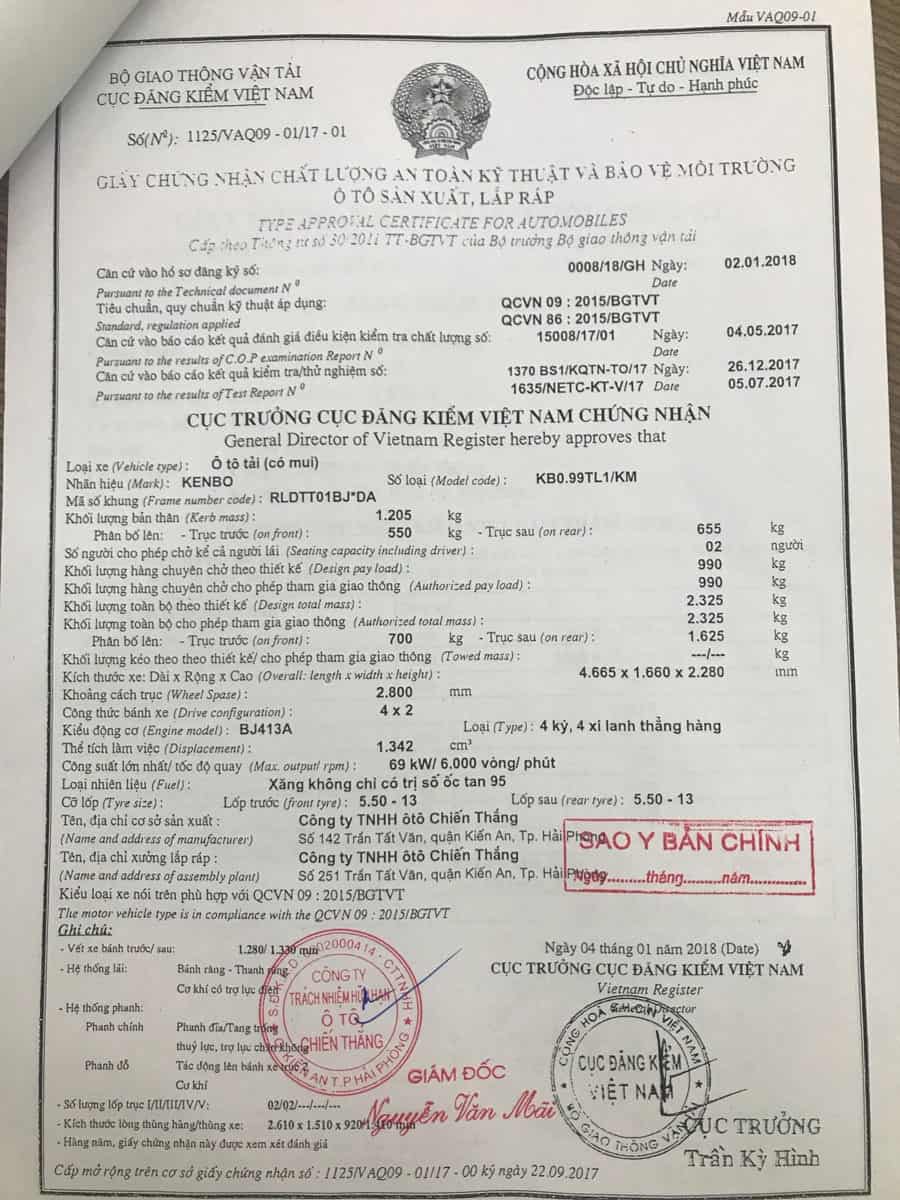 Mẫu VAQ09-01
BỘ GIAO THÔNG VẬN TẢI
CỤC ĐĂNG KIỂM VIỆT NAM
CỘNG HÒA XÃ HỘI CHỦ NGHĨA VIỆT NAM
Độc lập - Tự do - Hạnh phúc
Số(Nº): 1125/VAQ09 - 01/17 - 01
GIẤY CHỨNG NHẬN CHẤT LƯỢNG AN TOÀN KỸ THUẬT VÀ BẢO VỆ MÔI TRƯỜNG
Ô TÔ SẢN XUẤT, LẮP RÁP
TYPE APPROVAL CERTIFICATE FOR AUTOMOBILES
Cấp theo Thông tư số 30/2011 TT-BGTVT của Bộ trưởng Bộ giao thông vận tải
Căn cứ vào hồ sơ đăng ký số: 0008/18/GH Ngày: 02.01.2018
Pursuant to the Technical document N⁰ Date
Tiêu chuẩn, quy chuẩn kỹ thuật áp dụng: QCVN 09 : 2015/BGTVT
Standard, regulation applied QCVN 86 : 2015/BGTVT
Căn cứ vào báo cáo kết quả đánh giá điều kiện kiểm tra chất lượng số: 15008/17/01 Ngày: 04.05.2017
Pursuant to the results of C.O.P examination Report N⁰ Date
Căn cứ vào báo cáo kết quả kiểm tra/thử nghiệm số: 1370 BS1/KQTN-TO/17 Ngày: 26.12.2017
Pursuant to the results of Test Report N⁰ 1635/NETC-KT-V/17 Date 05.07.2017
CỤC TRƯỞNG CỤC ĐĂNG KIỂM VIỆT NAM CHỨNG NHẬN
General Director of Vietnam Register hereby approves that
Loại xe (Vehicle type) : Ô tô tải (có mui)
Nhãn hiệu (Mark) : KENBO Số loại (Model code) : KB0.99TL1/KM
Mã số khung (Frame number code) : RLDTT01BJ*DA
Khối lượng bản thân (Kerb mass) : 1.205 kg
Phân bố lên: - Trục trước (on front) : 550 kg - Trục sau (on rear) : 655 kg
Số người cho phép chở kể cả người lái (Seating capacity including driver) : 02 người
Khối lượng hàng chuyên chở theo thiết kế (Design pay load) : 990 kg
Khối lượng hàng chuyên chở cho phép tham gia giao thông (Authorized pay load) : 990 kg
Khối lượng toàn bộ theo thiết kế (Design total mass) : 2.325 kg
Khối lượng toàn bộ cho phép tham gia giao thông (Authorized total mass) : 2.325 kg
Phân bố lên: - Trục trước (on front) : 700 kg - Trục sau (on rear) : 1.625 kg
Khối lượng kéo theo theo thiết kế/ cho phép tham gia giao thông (Towed mass) : ---/--- kg
Kích thước xe: Dài x Rộng x Cao (Overall: length x width x height) : 4.665 x 1.660 x 2.280 mm
Khoảng cách trục (Wheel Spase) : 2.800 mm
Công thức bánh xe (Drive configuration) : 4 x 2
Kiểu động cơ (Engine model) : BJ413A Loại (Type) : 4 kỳ, 4 xi lanh thẳng hàng
Thể tích làm việc (Displacement) : 1.342 cm³
Công suất lớn nhất/ tốc độ quay (Max. output/ rpm) : 69 kW/ 6.000 vòng/ phút
Loại nhiên liệu (Fuel) : Xăng không chì có trị số ốc tan 95
Cỡ lốp (Tyre size) : Lốp trước (front tyre) : 5.50 - 13 Lốp sau (rear tyre) : 5.50 - 13
Tên, địa chỉ cơ sở sản xuất : Công ty TNHH ôtô Chiến Thắng
(Name and address of manufacturer) Số 142 Trần Tất Văn, quận Kiến An, Tp. Hải Phòng
Tên, địa chỉ xưởng lắp ráp : Công ty TNHH ôtô Chiến Thắng
(Name and address of assembly plant) Số 251 Trần Tất Văn, quận Kiến An, Tp. Hải Phòng
SAO Y BẢN CHÍNH
Ngày.........tháng.........năm.............
Kiểu loại xe nói trên phù hợp với QCVN 09 : 2015/BGTVT
The motor vehicle type is in compliance with the QCVN 09 : 2015/BGTVT
Ghi chú:
- Vết xe bánh trước/ sau: 1.280/ 1.330 mm
- Hệ thống lái: Bánh răng - Thanh răng
Cơ khí có trợ lực điện
- Hệ thống phanh:
Phanh chính Phanh đĩa/Tang trống
thuỷ lực, trợ lực chân không
Phanh đỗ Tác động lên bánh xe trục 2
Cơ khí
- Số lượng lốp trục I/II/III/IV/V: 02/02/---/---/---
- Kích thước lòng thùng hàng/thùng xe: 2.610 x 1.510 x 920/1.410 mm
- Hàng năm, giấy chứng nhận này được xem xét đánh giá
Ngày 04 tháng 01 năm 2018 (Date)
CỤC TRƯỞNG CỤC ĐĂNG KIỂM VIỆT NAM
Vietnam Register
CỘNG HÒA X.H.C.N VIỆT NAM
CỤC ĐĂNG KIỂM
VIỆT NAM
BỘ GIAO THÔNG VẬN TẢI
CỤC TRƯỞNG
Trần Kỳ Hình
CÔNG TY
TRÁCH NHIỆM HỮU HẠN
Ô TÔ
CHIẾN THẮNG
Q. KIẾN AN T.P HẢI PHÒNG
GIÁM ĐỐC
Nguyễn Văn Mãi
Cấp mở rộng trên cơ sở giấy chứng nhận số : 1125/VAQ09 - 01/17 - 00 ký ngày 22.09.2017